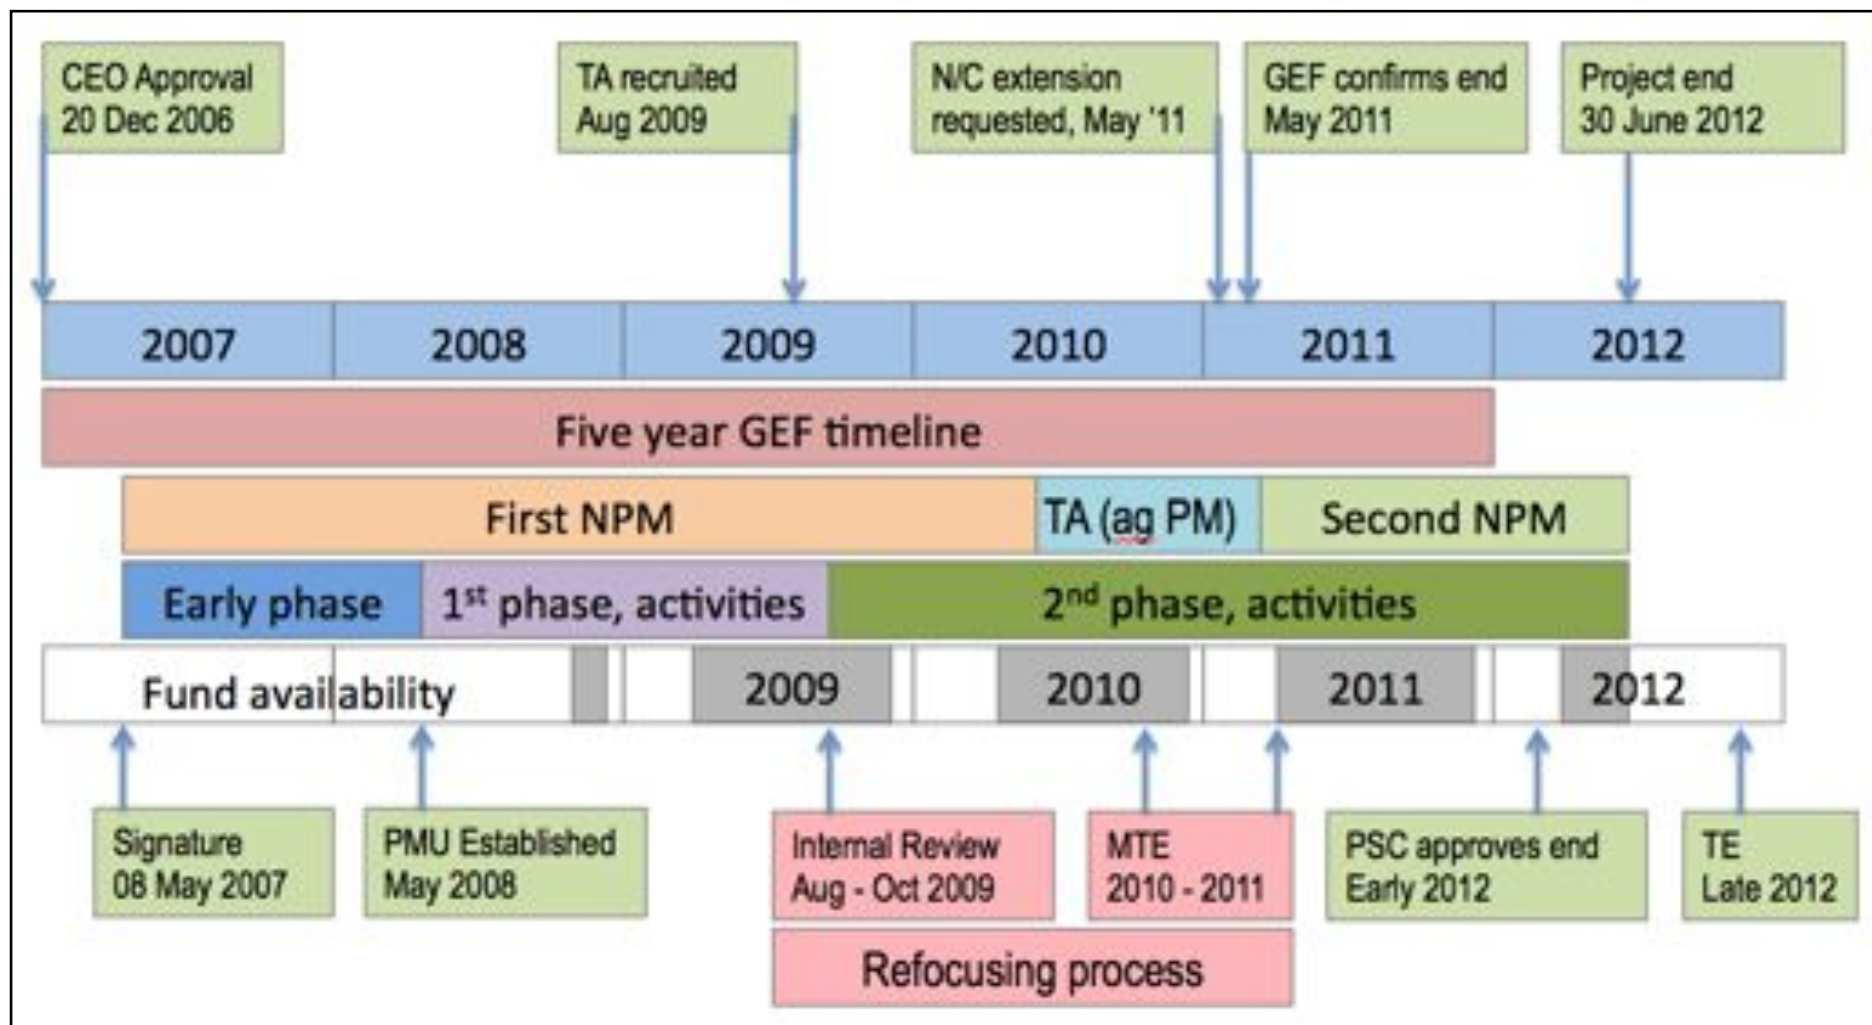 CEO Approval
20 Dec 2006
TA recruited
Aug 2009
N/C extension
requested, May '11
GEF confirms end
May 2011
Project end
30 June 2012
2007
2008
2009
2010
2011
2012
Five year GEF timeline
First NPM
TA (ag PM)
Second NPM
Early phase
1st phase, activities
2nd phase, activities
Fund availability
2009
2010
2011
2012
Signature
08 May 2007
PMU Established
May 2008
Internal Review
Aug - Oct 2009
MTE
2010 - 2011
PSC approves end
Early 2012
TE
Late 2012
Refocusing process